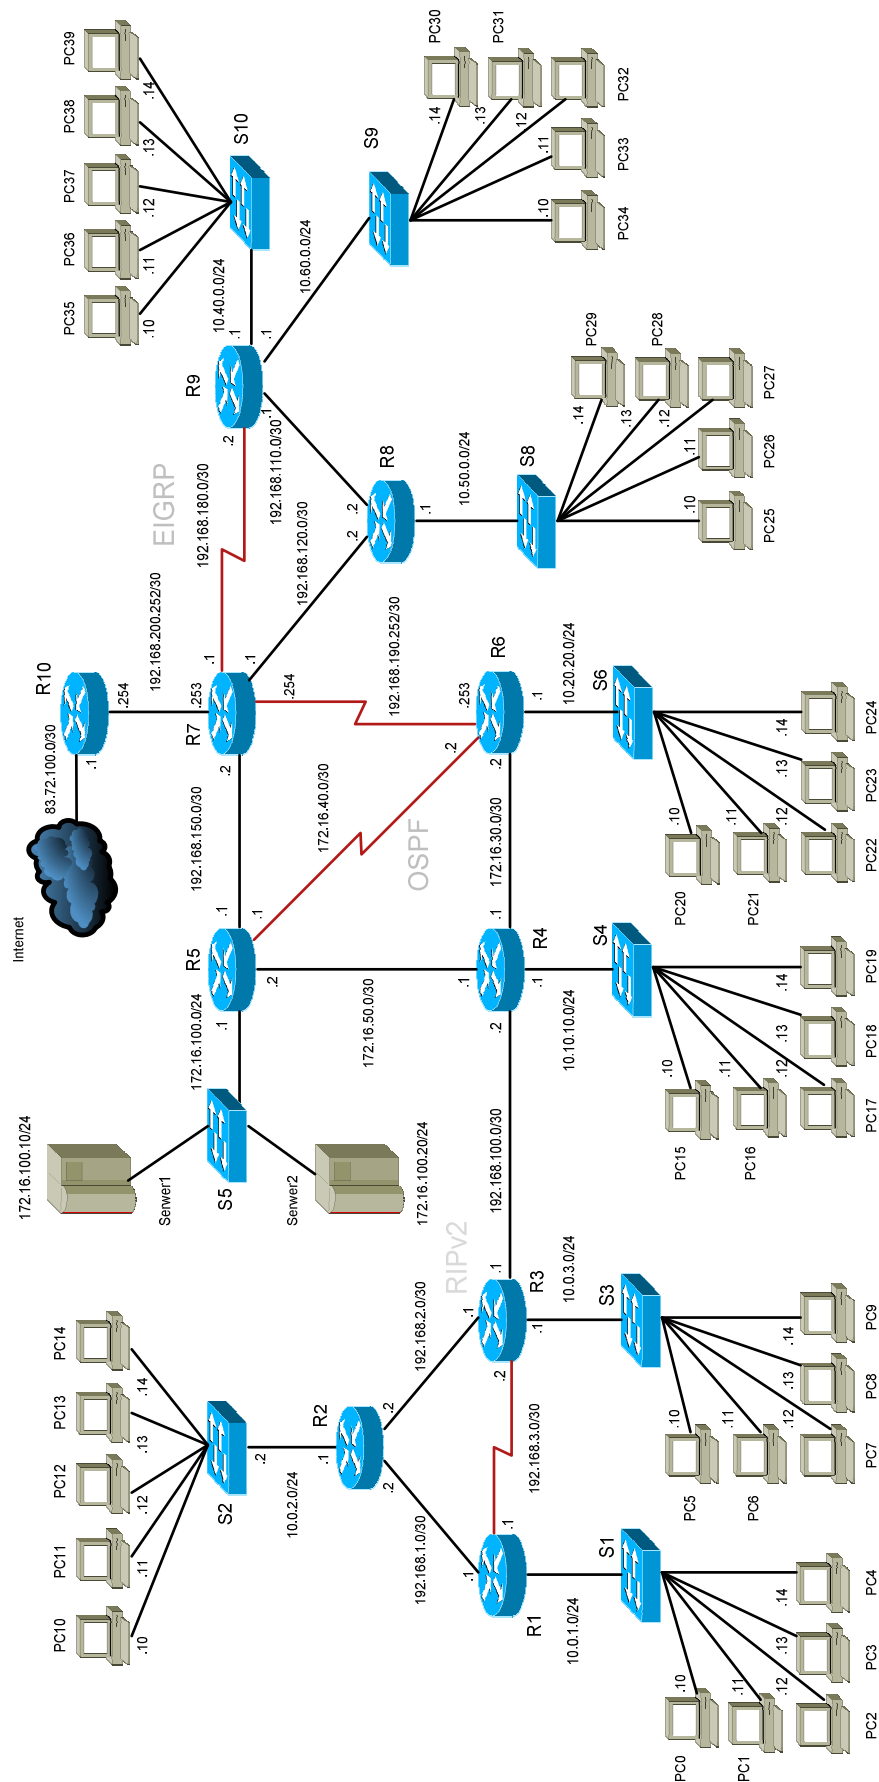 Internet
83.72.100.0/30
.1
R10
.254
192.168.200.252/30
.253
R7
.2
.1
.1
.254
192.168.150.0/30
192.168.180.0/30
EIGRP
192.168.120.0/30
192.168.190.252/30
.253
.2
R6
.1
10.20.20.0/24
S6
.10
.11
.12
.13
.14
PC20
PC21
PC22
PC23
PC24
R9
.2
.1
.1
.1
192.168.110.0/30
10.40.0.0/24
S10
.10
.11
.12
.13
.14
PC35
PC36
PC37
PC38
PC39
10.60.0.0/24
S9
.14
.13
12
.11
.10
PC30
PC31
PC32
PC33
PC34
R8
.2
.2
.1
10.50.0.0/24
S8
.14
.13
.12
.11
.10
PC29
PC28
PC27
PC26
PC25
R5
.1
.1
.2
.1
172.16.100.0/24
172.16.40.0/30
OSPF
172.16.50.0/30
172.16.30.0/30
S5
Serwer1
172.16.100.10/24
Serwer2
172.16.100.20/24
R4
.1
.1
.2
.1
10.10.10.0/24
S4
.10
.11
.12
.13
.14
PC15
PC16
PC17
PC18
PC19
192.168.100.0/30
RIPv2
R3
.1
.1
.2
.1
192.168.2.0/30
10.0.3.0/24
S3
.10
.11
.12
.13
.14
PC5
PC6
PC7
PC8
PC9
R2
.1
.2
.2
10.0.2.0/24
.2
S2
.10
.11
.12
.13
.14
PC10
PC11
PC12
PC13
PC14
192.168.1.0/30
192.168.3.0/30
R1
.1
.1
.1
10.0.1.0/24
S1
.10
.11
.12
.13
.14
PC0
PC1
PC2
PC3
PC4